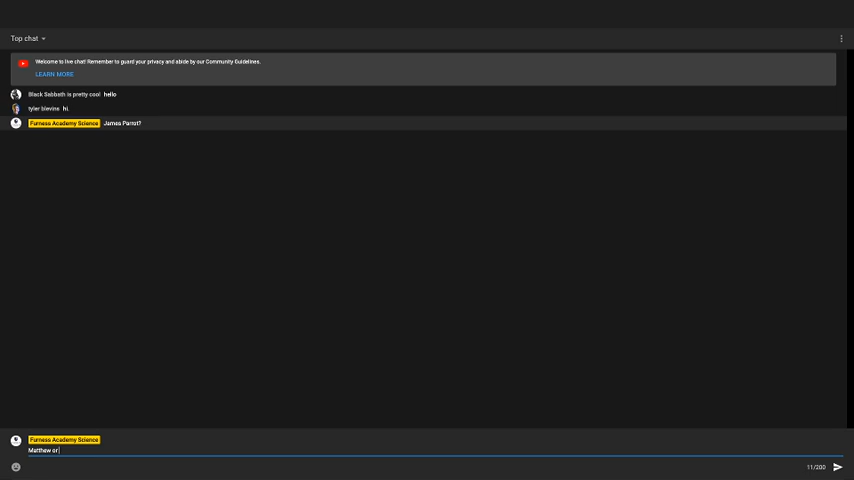 Top chat
Welcome to live chat! Remember to guard your privacy and abide by our Community Guidelines.
LEARN MORE
Black Sabbath is pretty cool hello
tyler blevins hi.
Furness Academy Science James Parrot?
Furness Academy Science
Matthew or
11/200